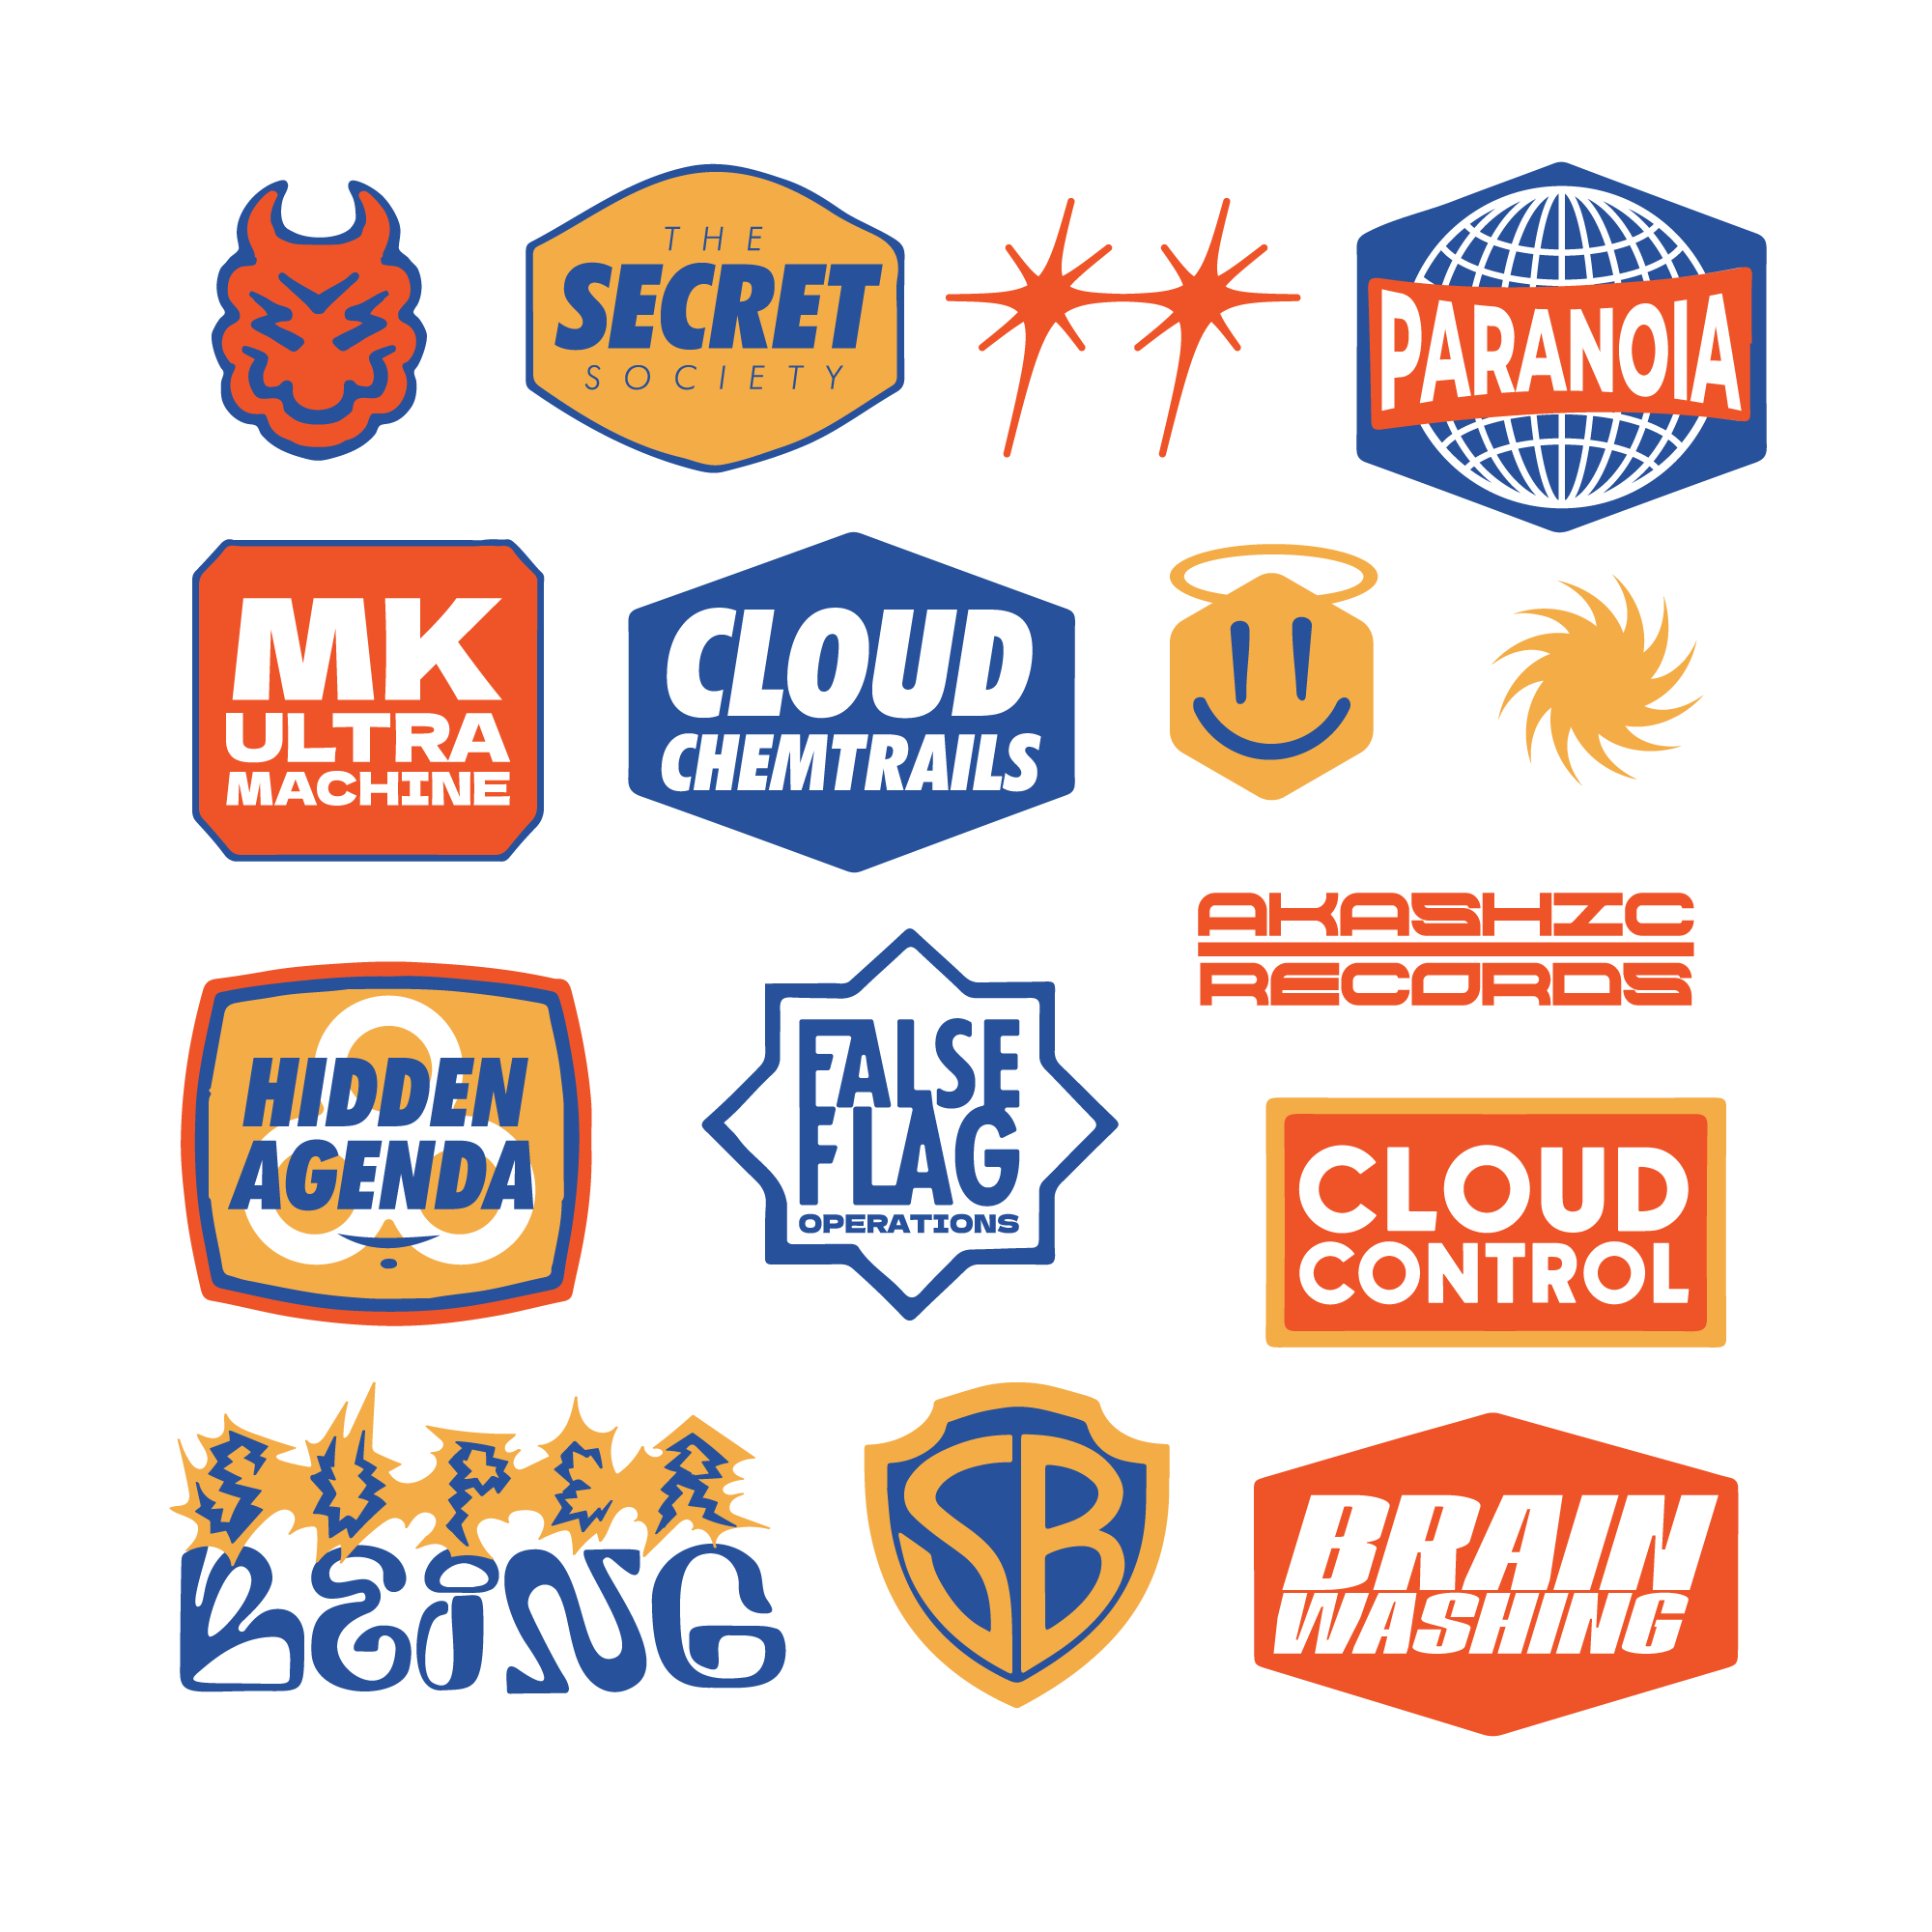 THE
SECRET
SOCIETY
PARANOIA
MK
ULTRA
MACHINE
CLOUD
CHEMTRAILS
AKASHIC
RECORDS
HIDDEN
AGENDA
FALSE
FLAG
OPERATIONS
CLOUD
CONTROL
SUPER
BEING
SB
BRAIN
WASHING